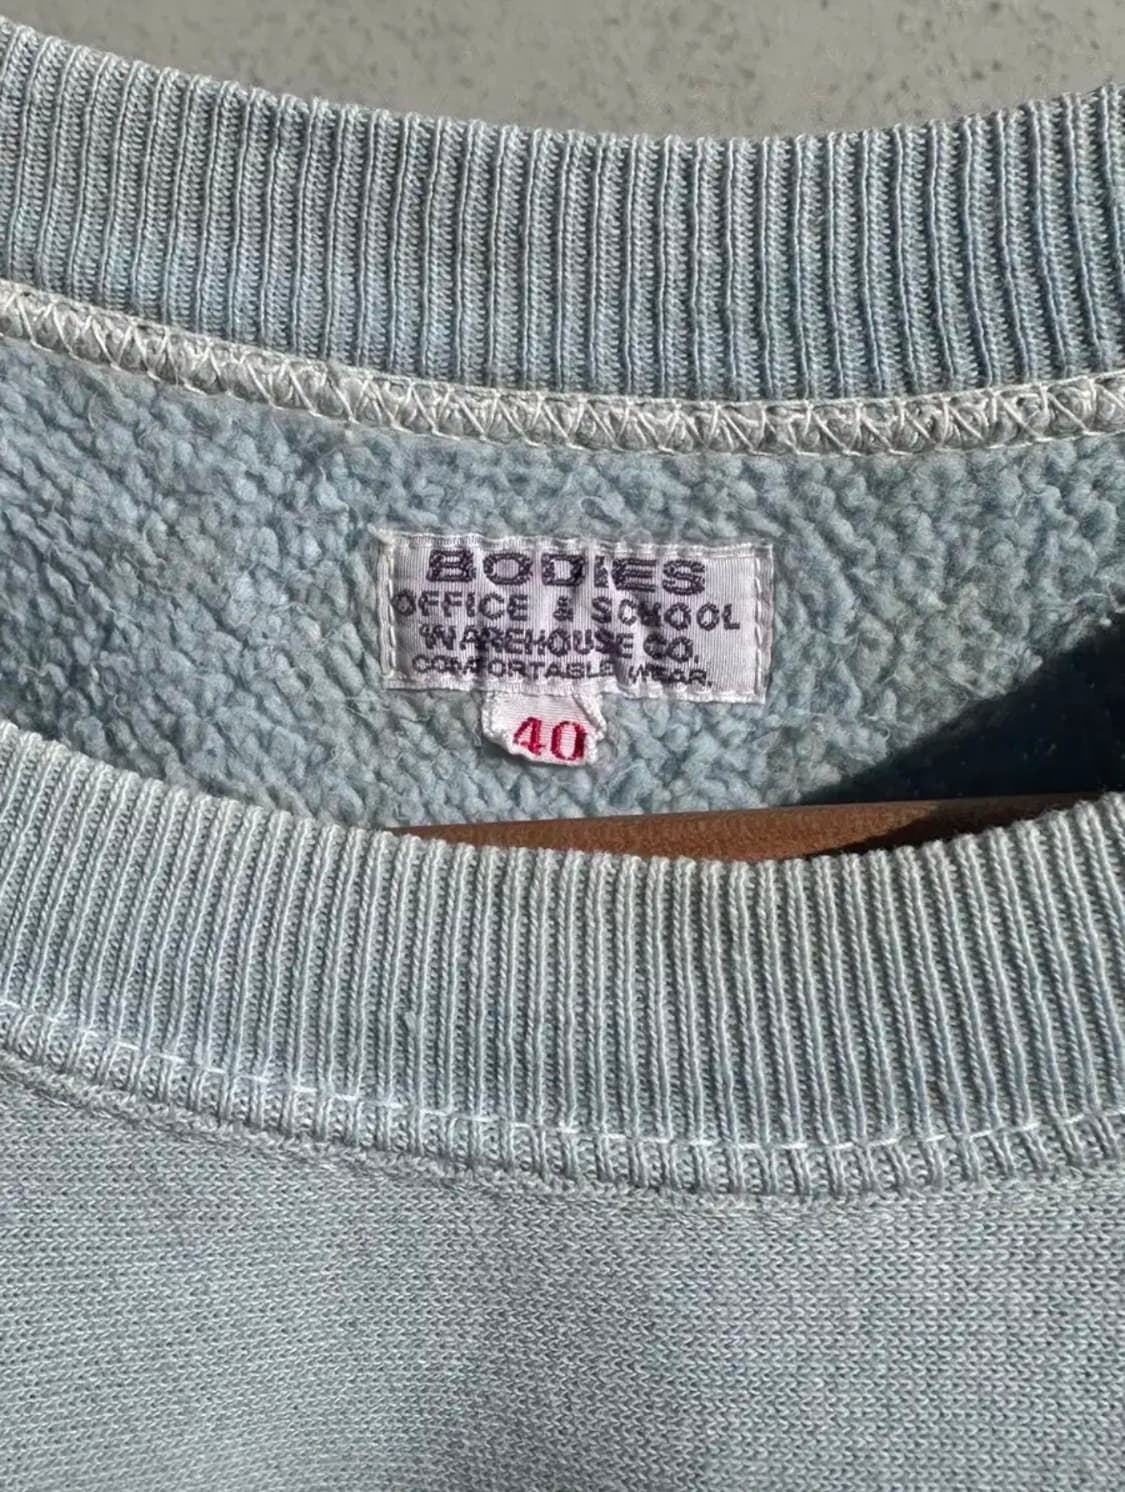 BODIES
OFFICE & SCHOOL
WAREHOUSE CO.
COMFORTABLE WEAR.
40